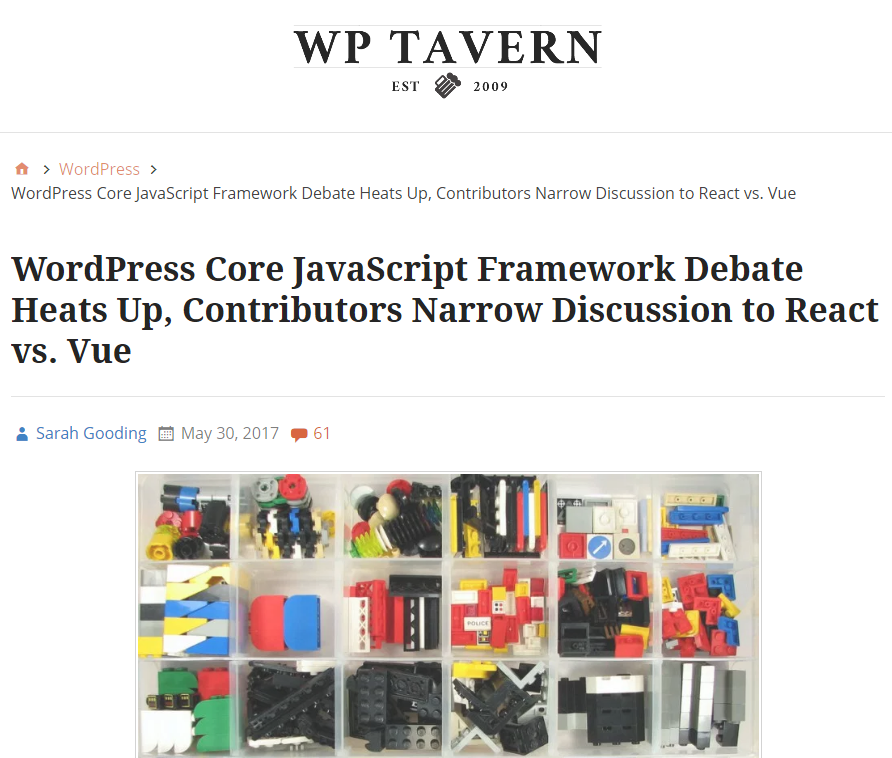 WP TAVERN
EST 2009
WordPress
WordPress Core JavaScript Framework Debate Heats Up, Contributors Narrow Discussion to React vs. Vue
WordPress Core JavaScript Framework Debate
Heats Up, Contributors Narrow Discussion to React
vs. Vue
Sarah Gooding May 30, 2017 61
POLICE